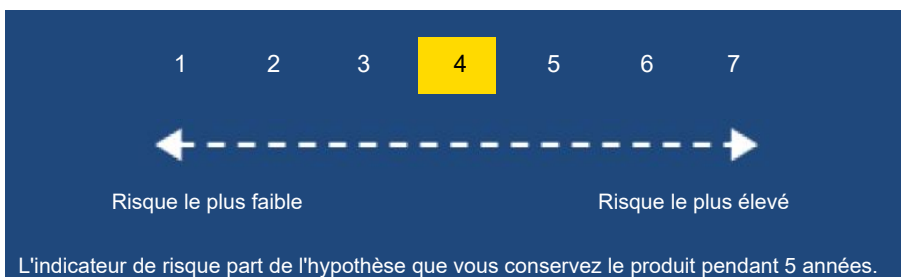 1 2 3 4 5 6 7
Risque le plus faible Risque le plus élevé
L'indicateur de risque part de l'hypothèse que vous conservez le produit pendant 5 années.